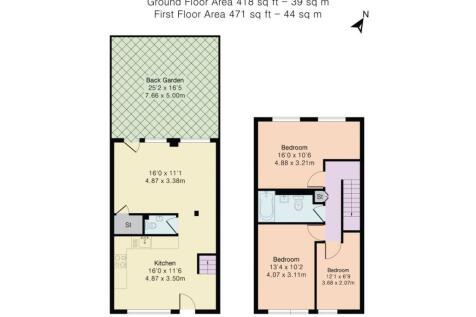 Ground Floor Area 418 sq ft – 39 sq m
First Floor Area 471 sq ft – 44 sq m
N
Back Garden
25'2 x 16'5
7.66 x 5.00m
16'0 x 11'1
4.87 x 3.38m
St
Kitchen
16'0 x 11'6
4.87 x 3.50m
Bedroom
16'0 x 10'6
4.88 x 3.21m
St
Bedroom
13'4 x 10'2
4.07 x 3.11m
Bedroom
12'1 x 6'9
3.68 x 2.07m